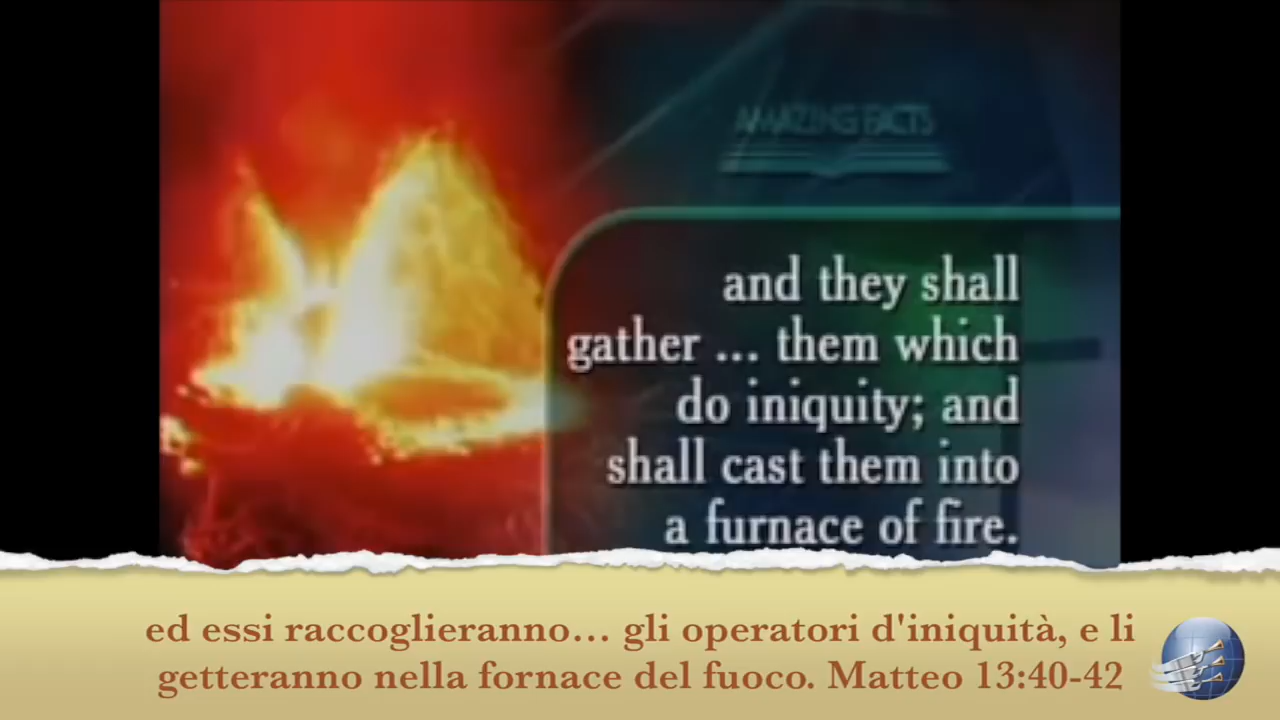 AMAZING FACTS
and they shall
gather ... them which
do iniquity; and
shall cast them into
a furnace of fire.
ed essi raccoglieranno... gli operatori d'iniquità, e li
getteranno nella fornace del fuoco. Matteo 13:40-42